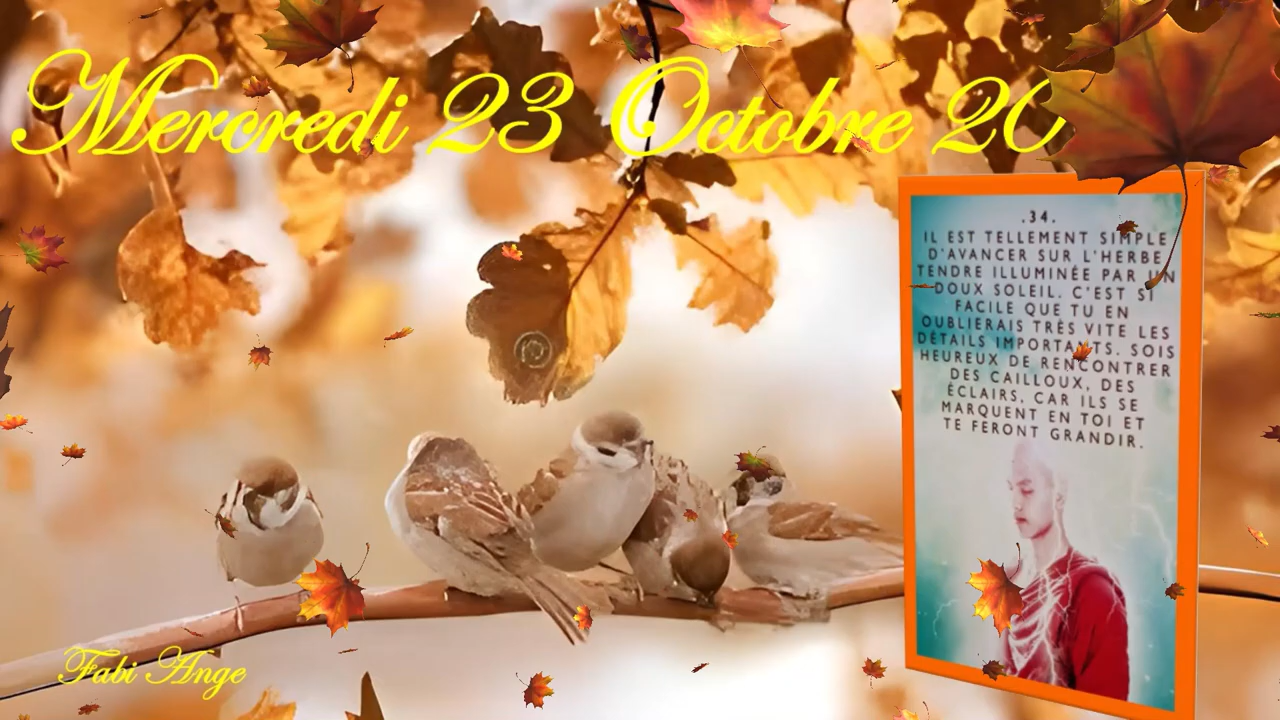 Mercredi 23 Octobre 20
.34.
IL EST TELLEMENT SIMPLE
D'AVANCER SUR L'HERBE
TENDRE ILLUMINÉE PAR UN
DOUX SOLEIL. C'EST SI
FACILE QUE TU EN
OUBLIERAIS TRÈS VITE LES
DÉTAILS IMPORTANTS. SOIS
HEUREUX DE RENCONTRER
DES CAILLOUX, DES
ÉCLAIRS, CAR ILS SE
MARQUENT EN TOI ET
TE FERONT GRANDIR.
Fabi Ange